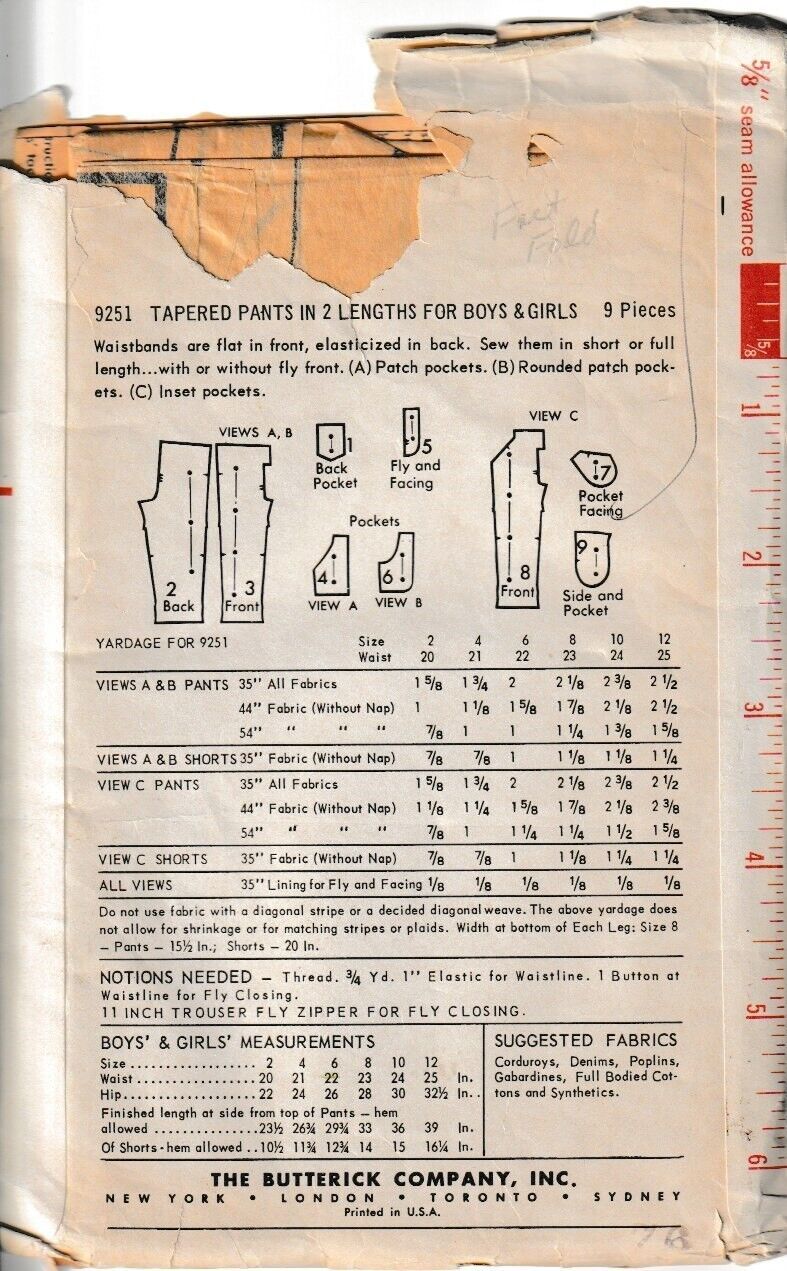 5/8" seam allowance
Fact
Fold
9251 TAPERED PANTS IN 2 LENGTHS FOR BOYS & GIRLS 9 Pieces
Waistbands are flat in front, elasticized in back. Sew them in short or full
length...with or without fly front. (A) Patch pockets. (B) Rounded patch pock-
ets. (C) Inset pockets.
VIEWS A, B
1
Back
Pocket
5
Fly and
Facing
VIEW C
7
Pocket
Facing
Pockets
2
Back
3
Front
4
VIEW A
6
VIEW B
8
Front
9
Side and
Pocket
YARDAGE FOR 9251 Size 2 4 6 8 10 12
Waist 20 21 22 23 24 25
VIEWS A & B PANTS 35" All Fabrics 1 5/8 1 3/4 2 2 1/8 2 3/8 2 1/2
44" Fabric (Without Nap) 1 1 1/8 1 5/8 1 7/8 2 1/8 2 1/2
54" " " " 7/8 1 1 1 1/4 1 3/8 1 5/8
VIEWS A & B SHORTS 35" Fabric (Without Nap) 7/8 7/8 1 1 1/8 1 1/8 1 1/4
VIEW C PANTS 35" All Fabrics 1 5/8 1 3/4 2 2 1/8 2 3/8 2 1/2
44" Fabric (Without Nap) 1 1/8 1 1/4 1 5/8 1 7/8 2 1/8 2 3/8
54" " " " 7/8 1 1 1/4 1 1/4 1 1/2 1 5/8
VIEW C SHORTS 35" Fabric (Without Nap) 7/8 7/8 1 1 1/8 1 1/4 1 1/4
ALL VIEWS 35" Lining for Fly and Facing 1/8 1/8 1/8 1/8 1/8 1/8
Do not use fabric with a diagonal stripe or a decided diagonal weave. The above yardage does
not allow for shrinkage or for matching stripes or plaids. Width at bottom of Each Leg: Size 8
– Pants – 15½ In.; Shorts – 20 In.
NOTIONS NEEDED – Thread. ¾ Yd. 1" Elastic for Waistline. 1 Button at
Waistline for Fly Closing.
11 INCH TROUSER FLY ZIPPER FOR FLY CLOSING.
BOYS' & GIRLS' MEASUREMENTS
Size .................. 2 4 6 8 10 12
Waist ................. 20 21 22 23 24 25 In.
Hip................... 22 24 26 28 30 32½ In..
Finished length at side from top of Pants – hem
allowed ............... 23½ 26¾ 29¾ 33 36 39 In.
Of Shorts - hem allowed .. 10½ 11¾ 12¾ 14 15 16¼ In.
SUGGESTED FABRICS
Corduroys, Denims, Poplins,
Gabardines, Full Bodied Cot-
tons and Synthetics.
THE BUTTERICK COMPANY, INC.
NEW YORK • LONDON • TORONTO • SYDNEY
Printed in U.S.A.
5/8
1
2
3
4
5
6